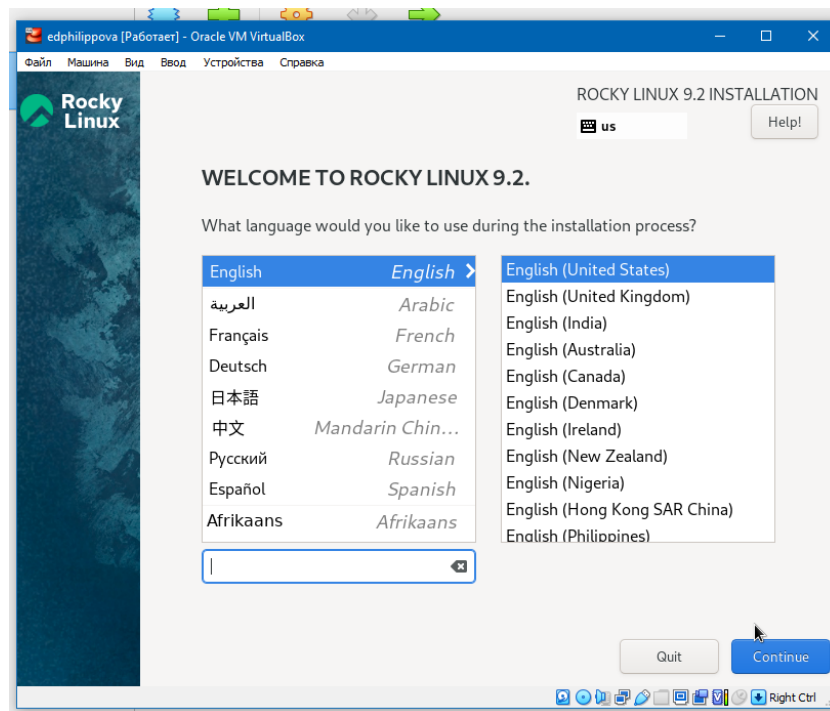 edphilippova [Работает] - Oracle VM VirtualBox
Файл Машина Вид Ввод Устройства Справка
Rocky
Linux
ROCKY LINUX 9.2 INSTALLATION
us
Help!
WELCOME TO ROCKY LINUX 9.2.
What language would you like to use during the installation process?
English English
العربية Arabic
Français French
Deutsch German
日本語 Japanese
中文 Mandarin Chin...
Русский Russian
Español Spanish
Afrikaans Afrikaans
English (United States)
English (United Kingdom)
English (India)
English (Australia)
English (Canada)
English (Denmark)
English (Ireland)
English (New Zealand)
English (Nigeria)
English (Hong Kong SAR China)
English (Philippines)
Quit
Continue
Right Ctrl